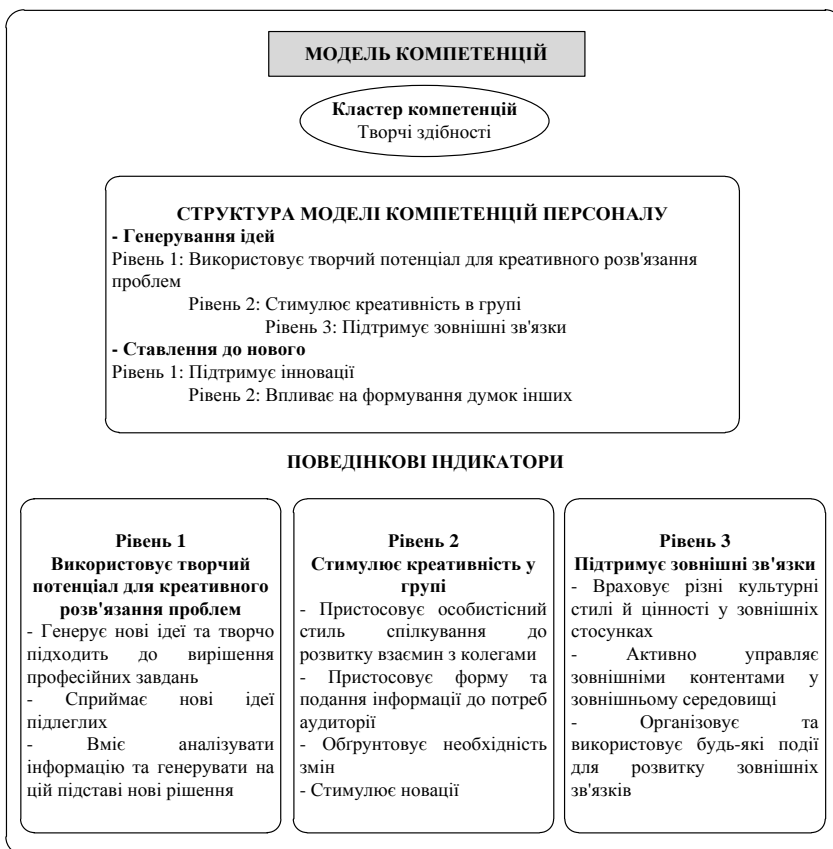 МОДЕЛЬ КОМПЕТЕНЦІЙ
Кластер компетенцій
Творчі здібності
СТРУКТУРА МОДЕЛІ КОМПЕТЕНЦІЙ ПЕРСОНАЛУ
- Генерування ідей
Рівень 1: Використовує творчий потенціал для креативного розв'язання
проблем
Рівень 2: Стимулює креативність в групі
Рівень 3: Підтримує зовнішні зв'язки
- Ставлення до нового
Рівень 1: Підтримує інновації
Рівень 2: Впливає на формування думок інших
ПОВЕДІНКОВІ ІНДИКАТОРИ
Рівень 1
Використовує творчий
потенціал для креативного
розв'язання проблем
- Генерує нові ідеї та творчо
підходить до вирішення
професійних завдань
- Сприймає нові ідеї
підлеглих
- Вміє аналізувати
інформацію та генерувати на
цій підставі нові рішення
Рівень 2
Стимулює креативність у
групі
- Пристосовує особистісний
стиль спілкування до
розвитку взаємин з колегами
- Пристосовує форму та
подання інформації до потреб
аудиторії
- Обґрунтовує необхідність
змін
- Стимулює новації
Рівень 3
Підтримує зовнішні зв'язки
- Враховує різні культурні
стилі й цінності у зовнішніх
стосунках
- Активно управляє
зовнішніми контентами у
зовнішньому середовищі
- Організовує та
використовує будь-які події
для розвитку зовнішніх
зв'язків